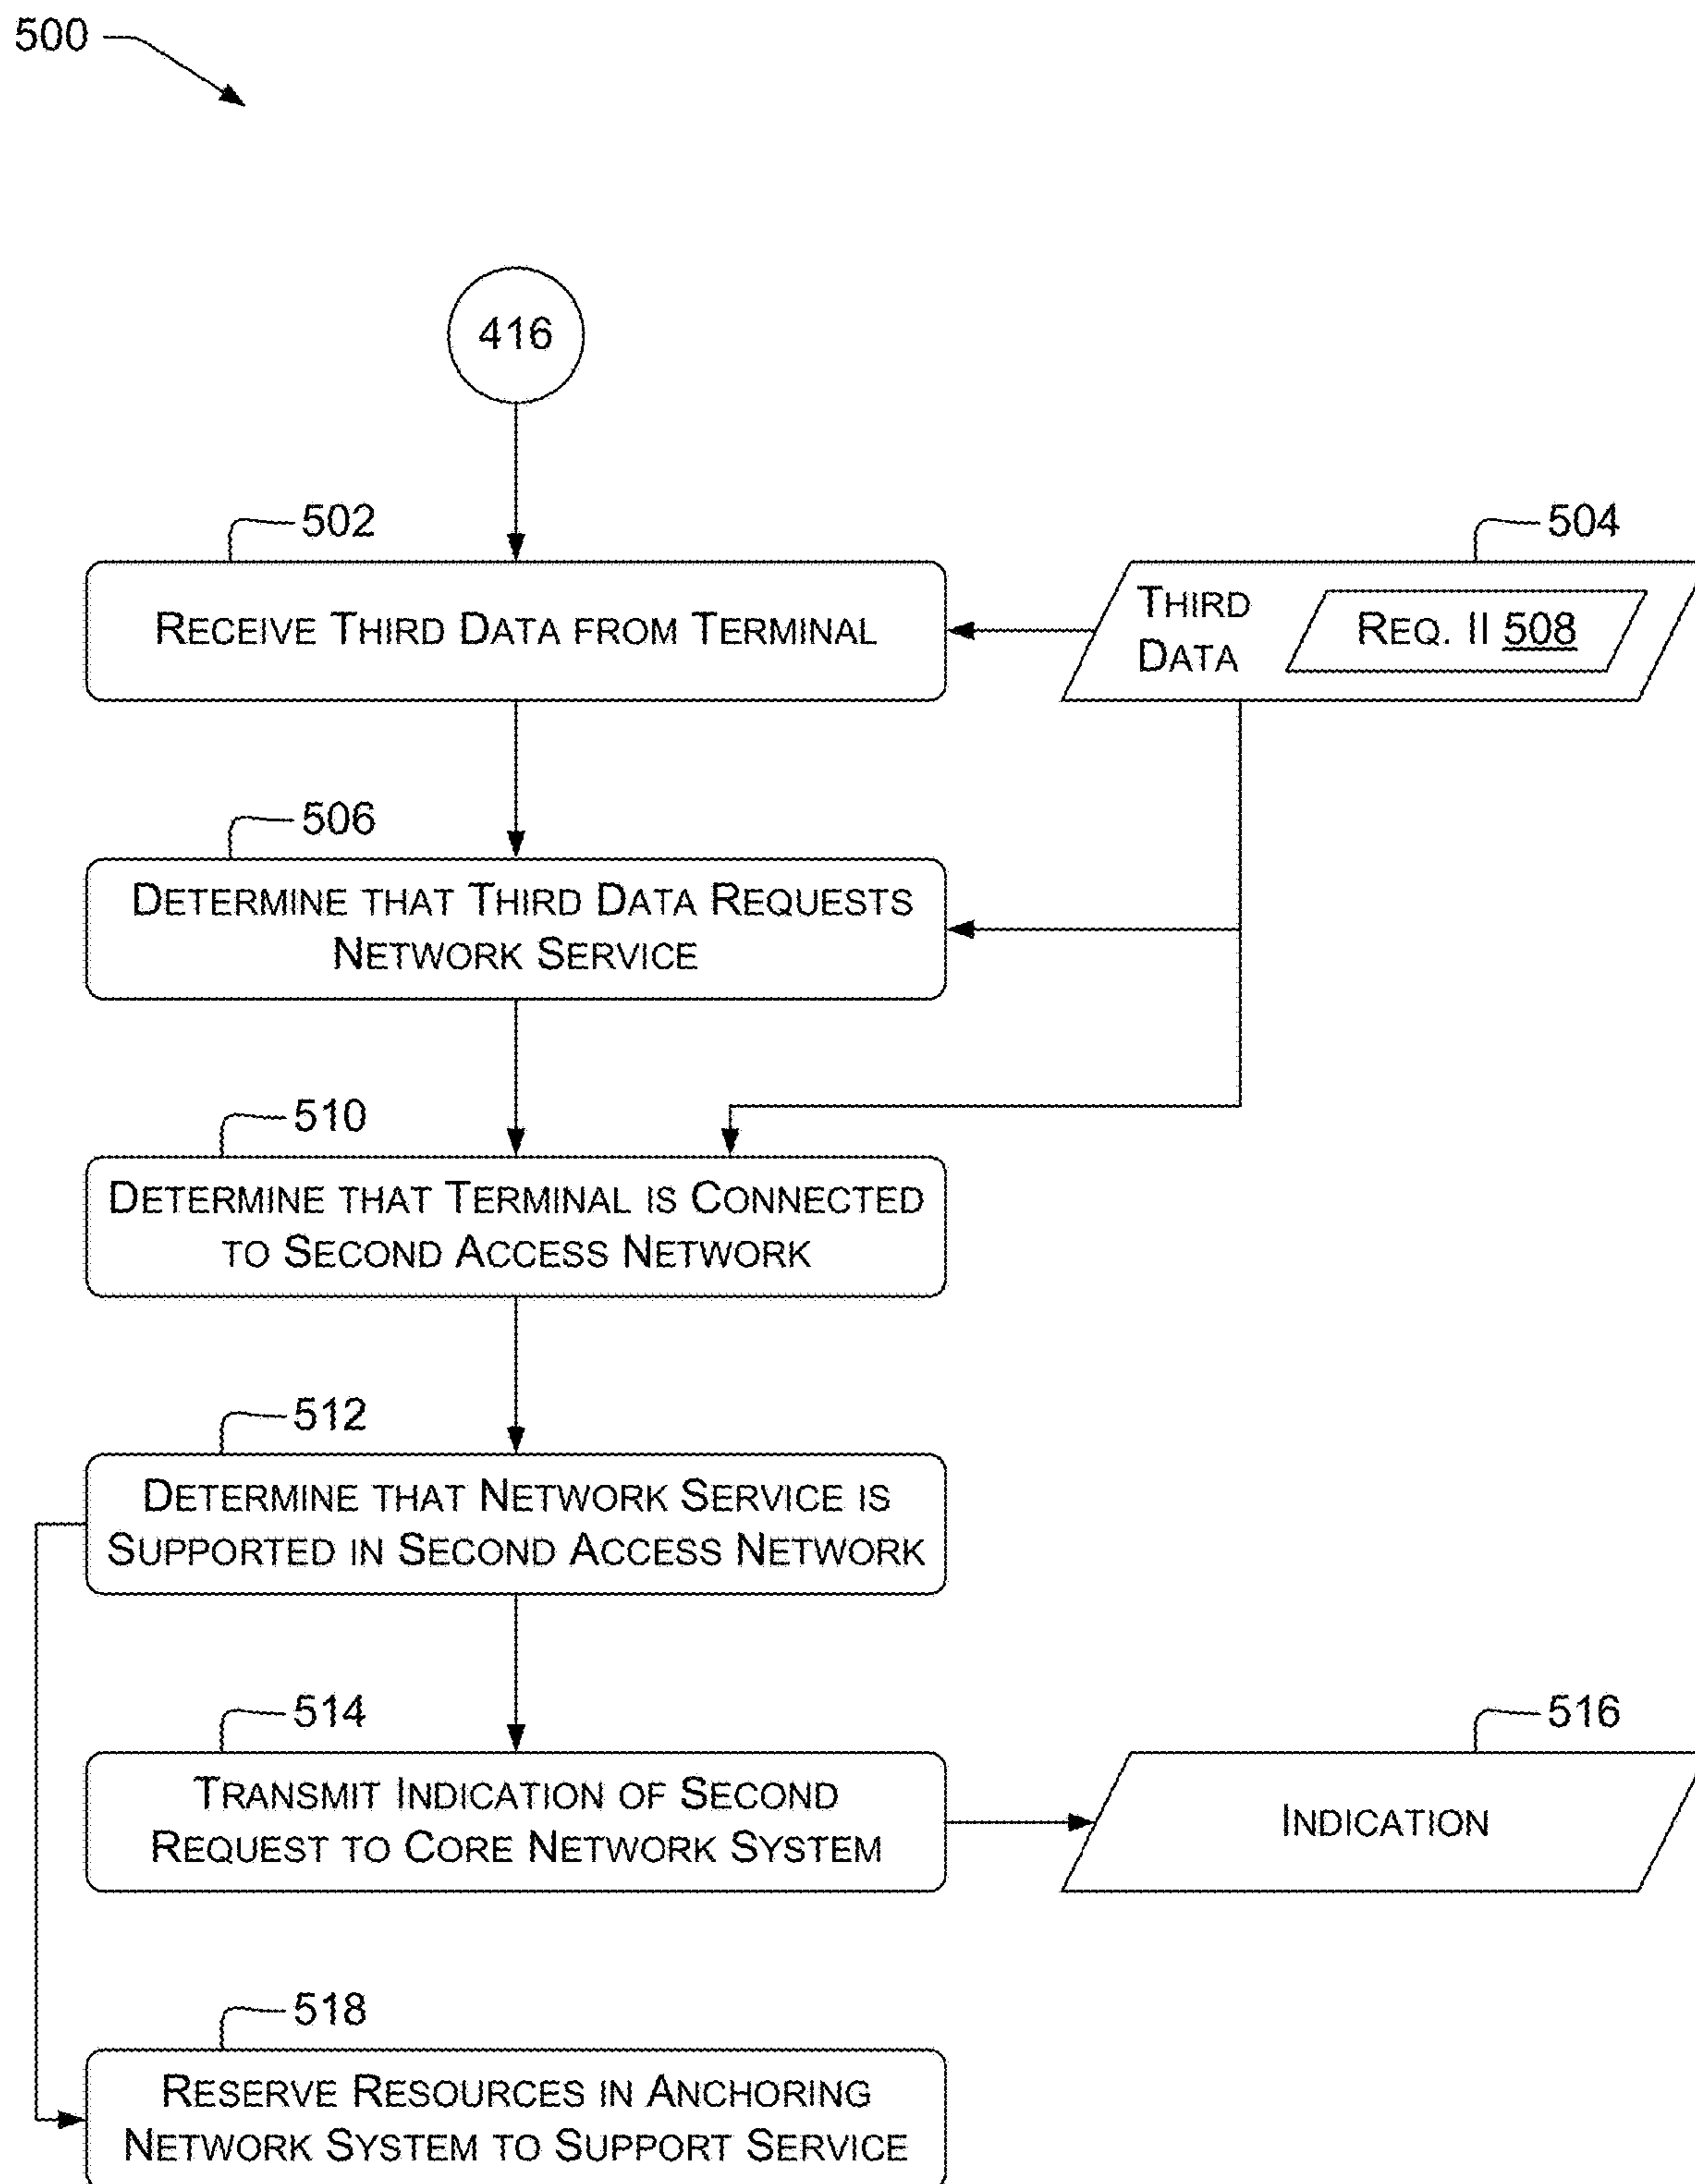 500
416
502
504
RECEIVE THIRD DATA FROM TERMINAL
THIRD
DATA
REQ. II 508
506
DETERMINE THAT THIRD DATA REQUESTS
NETWORK SERVICE
510
DETERMINE THAT TERMINAL IS CONNECTED
TO SECOND ACCESS NETWORK
512
DETERMINE THAT NETWORK SERVICE IS
SUPPORTED IN SECOND ACCESS NETWORK
514
516
TRANSMIT INDICATION OF SECOND
REQUEST TO CORE NETWORK SYSTEM
INDICATION
518
RESERVE RESOURCES IN ANCHORING
NETWORK SYSTEM TO SUPPORT SERVICE